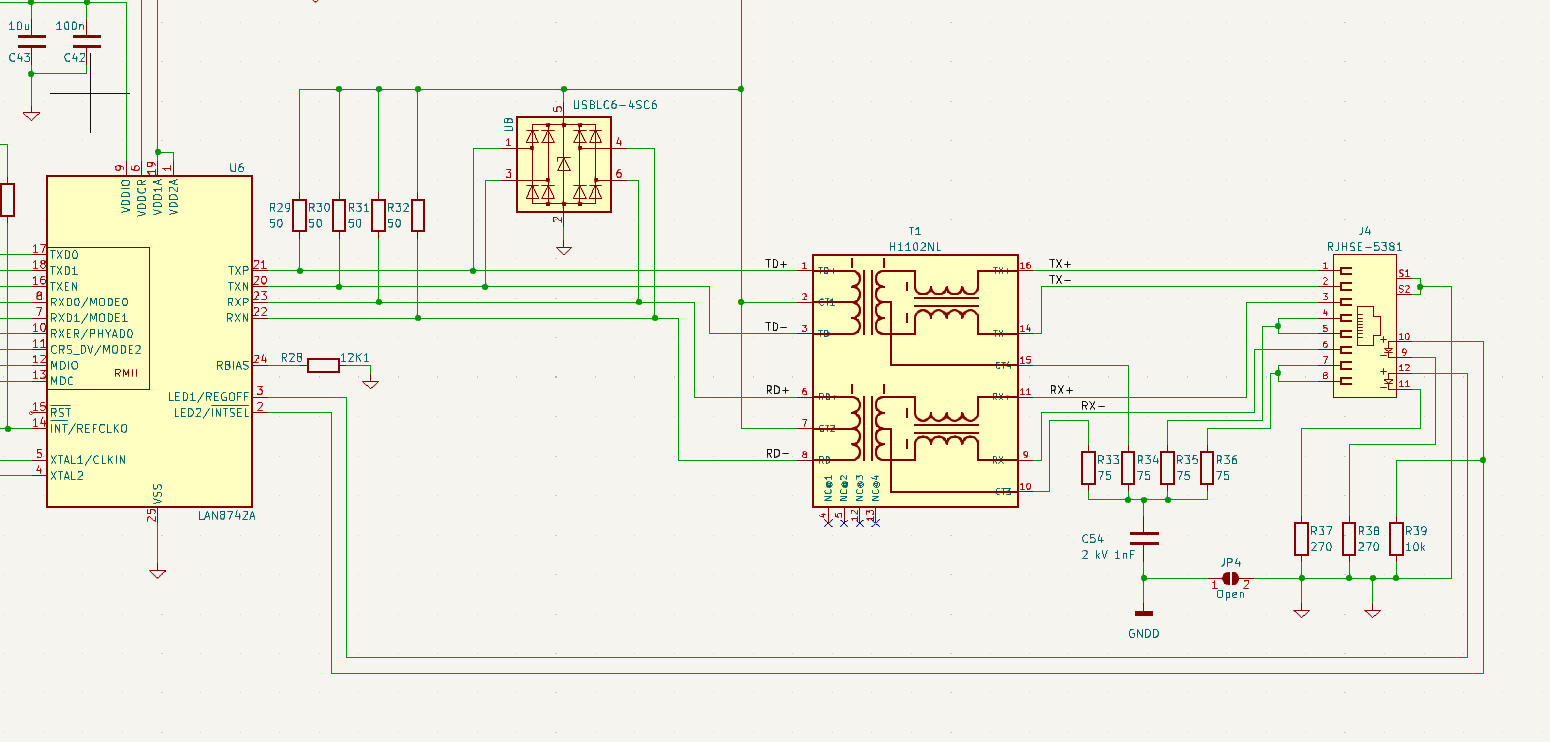 10u
100n
C43
C42
USBLC6-4SC6
U8
5
1
4
3
6
2
U6
9
6
19
1
VDDIO
VDDCR
VDD1A
VDD2A
R29
R30
R31
R32
50
50
50
50
17
TXD0
18
TXD1
16
TXEN
8
RXD0/MODE0
7
RXD1/MODE1
10
RXER/PHYAD0
11
CRS_DV/MODE2
12
MDIO
13
MDC
RMII
15
RST
14
INT/REFCLKO
5
XTAL1/CLKIN
4
XTAL2
TXP
21
TXN
20
RXP
23
RXN
22
RBIAS
24
R28
12K1
LED1/REGOFF
3
LED2/INTSEL
2
VSS
25
LAN8742A
T1
H1102NL
TD+
1
TD+
2
CT1
TD-
3
TD-
RD+
6
RD+
7
CT2
RD-
8
RD-
NC@1
NC@2
NC@3
NC@4
4
5
12
13
TX+
16
TX+
TX-
TX-
14
CT4
15
RX+
11
RX+
RX-
RX-
9
CT3
10
J4
RJHSE-5381
1
2
3
4
5
6
7
8
S1
S2
10
9
12
11
R33
R34
R35
R36
75
75
75
75
C54
2 kV 1nF
JP4
1
2
Open
GNDD
R37
R38
R39
270
270
10k